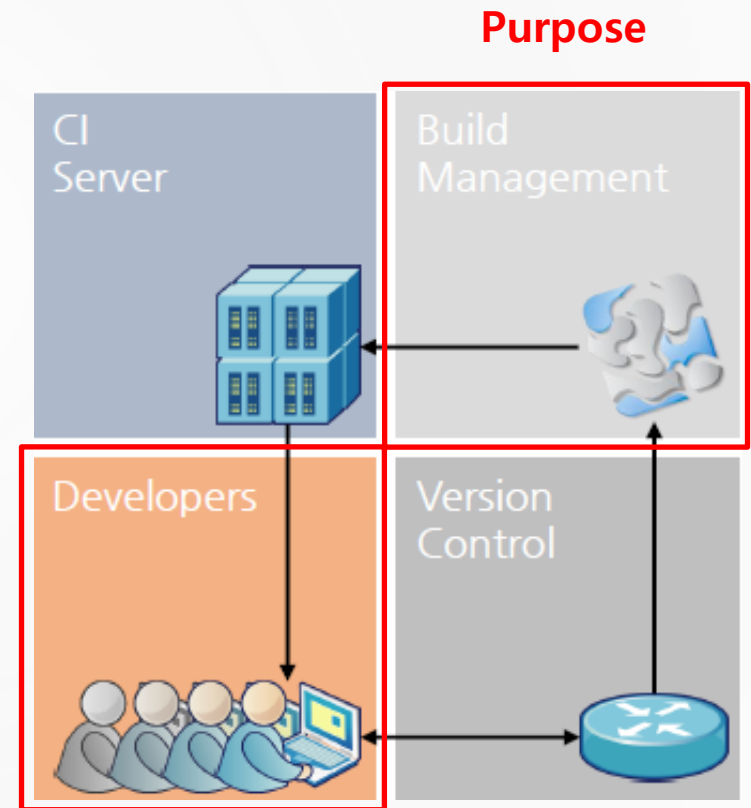 Purpose
CI
Server
Build
Management
Developers
Version
Control